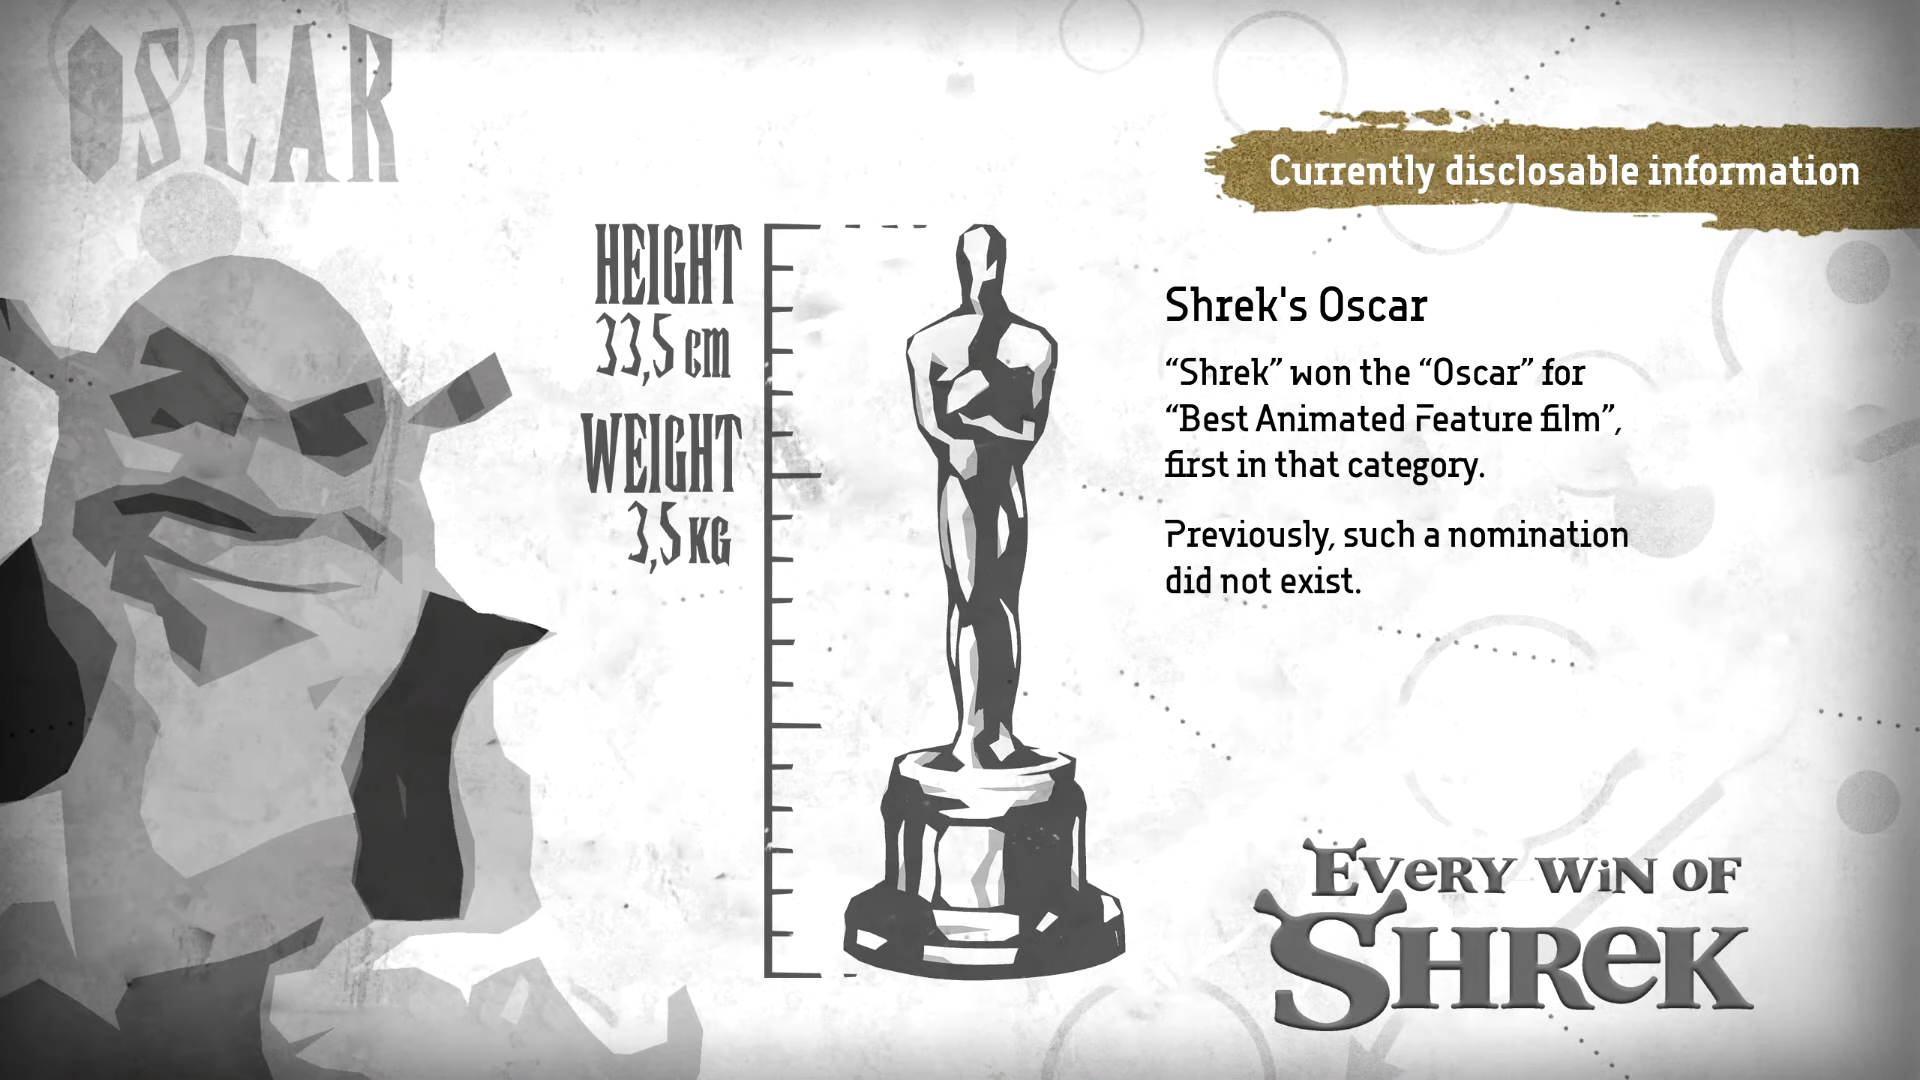 OSCAR
HEIGHT
33,5 cm
WEIGHT
3,5 KG
Currently disclosable information
Shrek's Oscar
“Shrek” won the “Oscar” for
“Best Animated Feature film”,
first in that category.
Previously, such a nomination
did not exist.
EVeRY WiN OF
SHReK